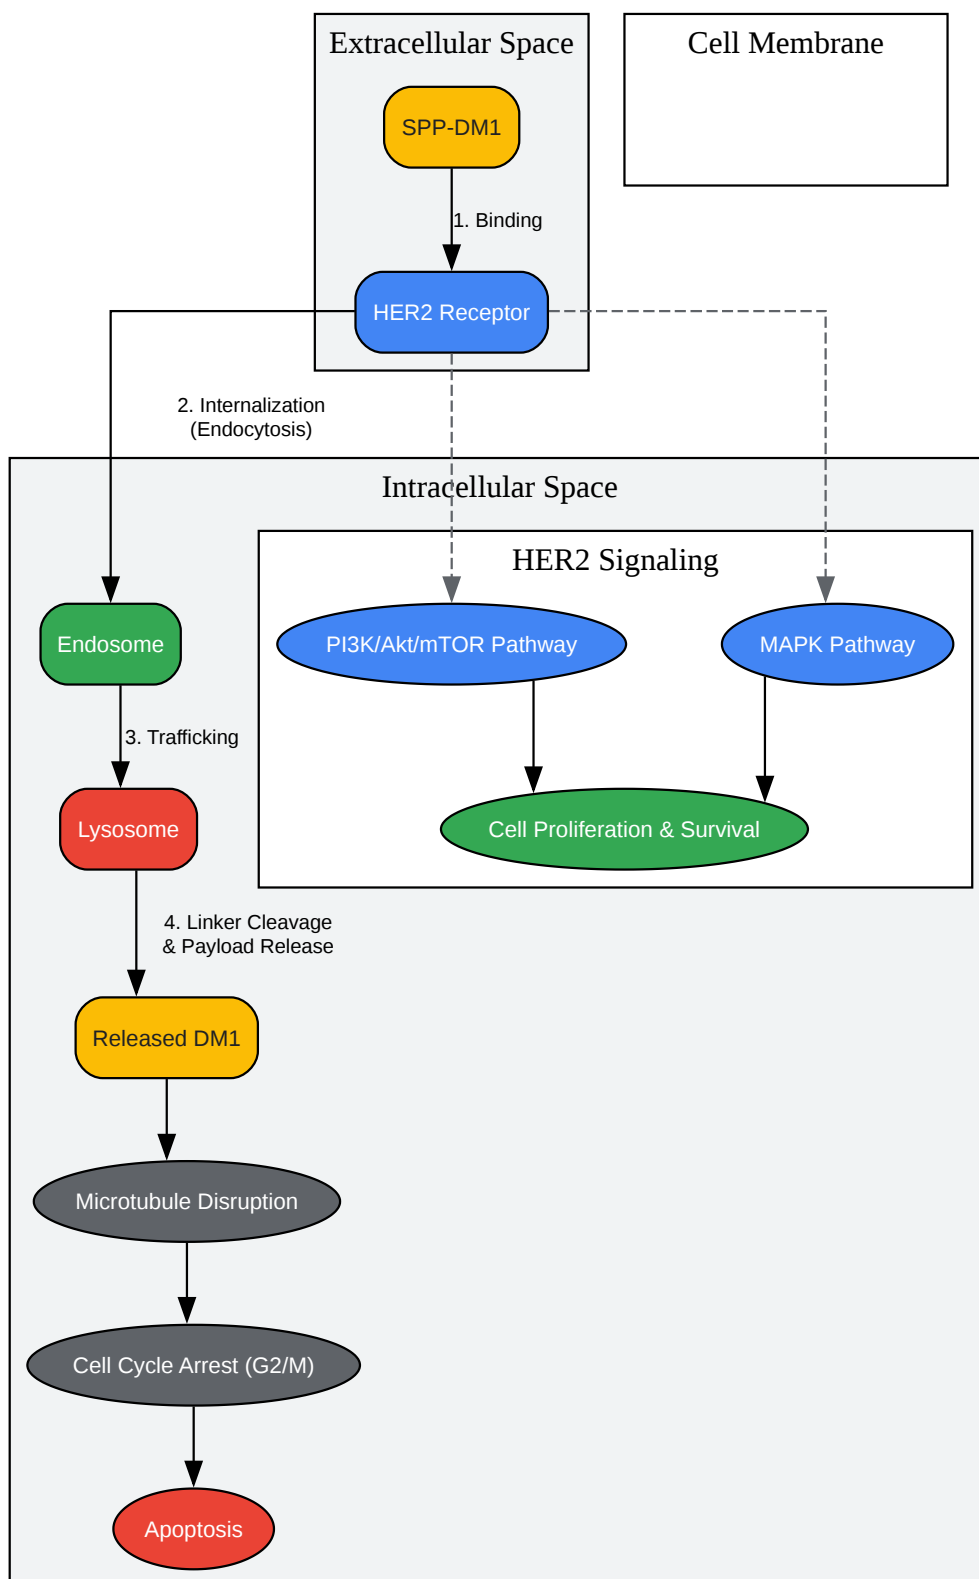 Extracellular Space
Cell Membrane
SPP-DM1
1. Binding
HER2 Receptor
2. Internalization
(Endocytosis)
Intracellular Space
HER2 Signaling
Endosome
PI3K/Akt/mTOR Pathway
MAPK Pathway
3. Trafficking
Lysosome
Cell Proliferation & Survival
4. Linker Cleavage
& Payload Release
Released DM1
Microtubule Disruption
Cell Cycle Arrest (G2/M)
Apoptosis